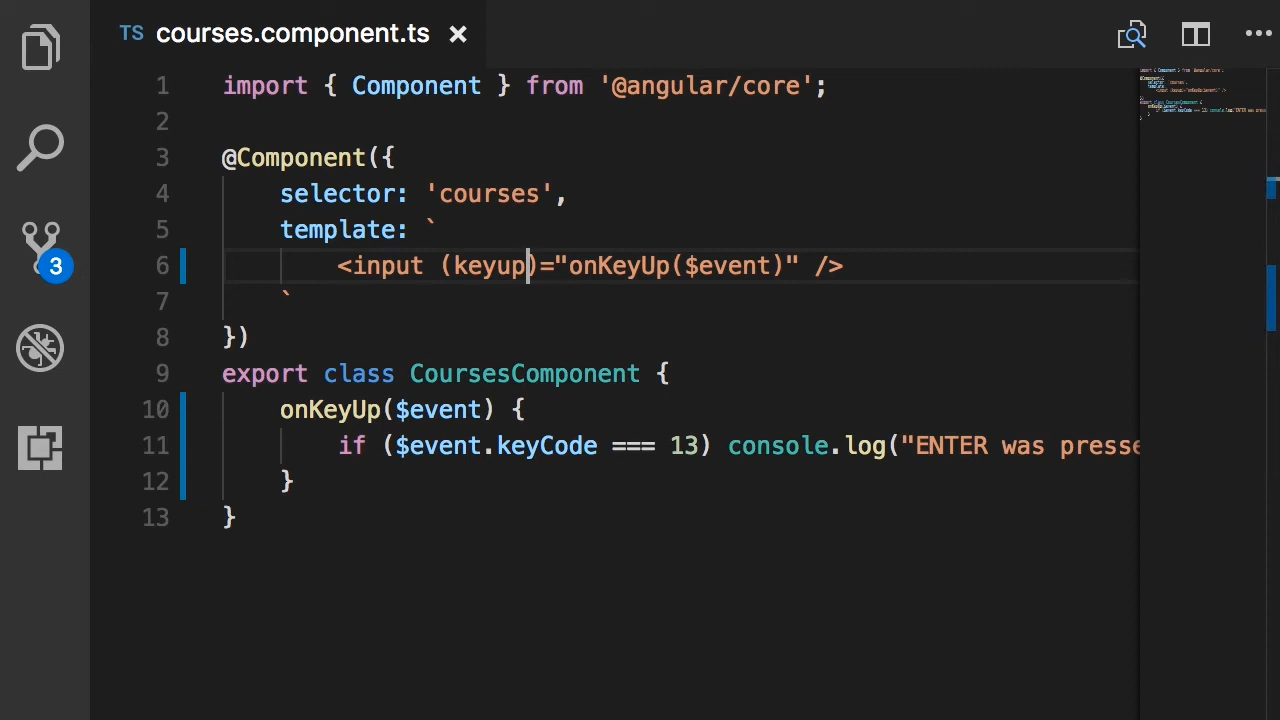 TS courses.component.ts ×
1 import { Component } from '@angular/core';
2
3 @Component({
4 selector: 'courses',
5 template: `
6 <input (keyup)="onKeyUp($event)" />
7 `
8 })
9 export class CoursesComponent {
10 onKeyUp($event) {
11 if ($event.keyCode === 13) console.log("ENTER was presse
12 }
13 }
3